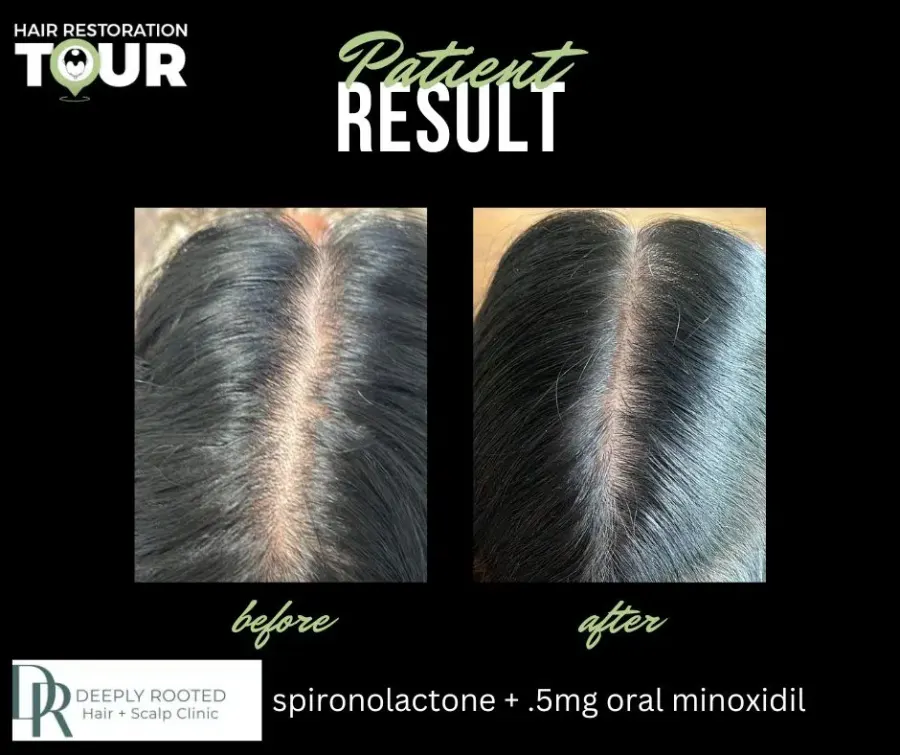 HAIR RESTORATION
TOUR
Patient
RESULT
before
after
DR
DEEPLY ROOTED
Hair + Scalp Clinic
spironolactone + .5mg oral minoxidil